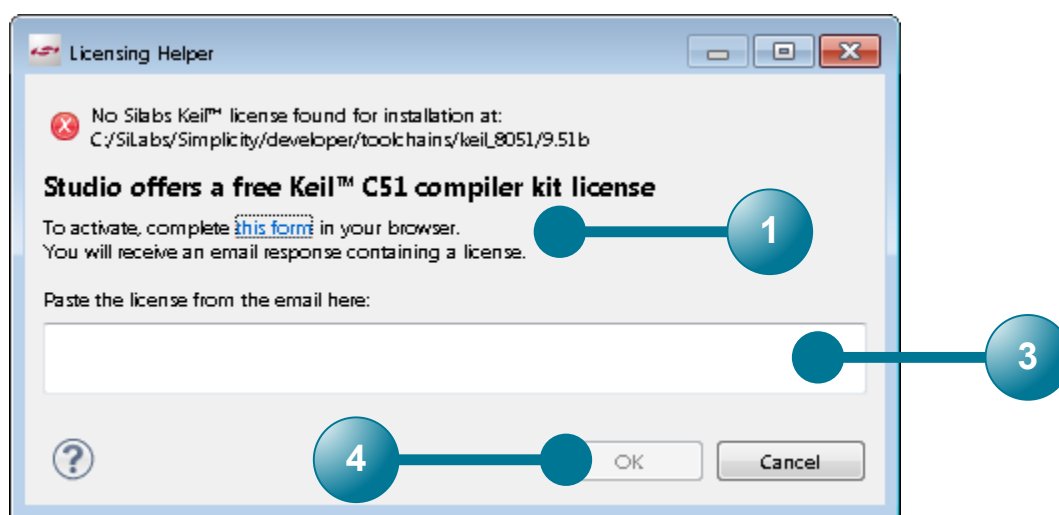 Licensing Helper
No Silabs Keil™ license found for installation at:
C:/SiLabs/Simplicity/developer/toolchains/keil_8051/9.51b
Studio offers a free Keil™ C51 compiler kit license
To activate, complete this form in your browser.
1
You will receive an email response containing a license.
Paste the license from the email here:
3
?
4
OK
Cancel